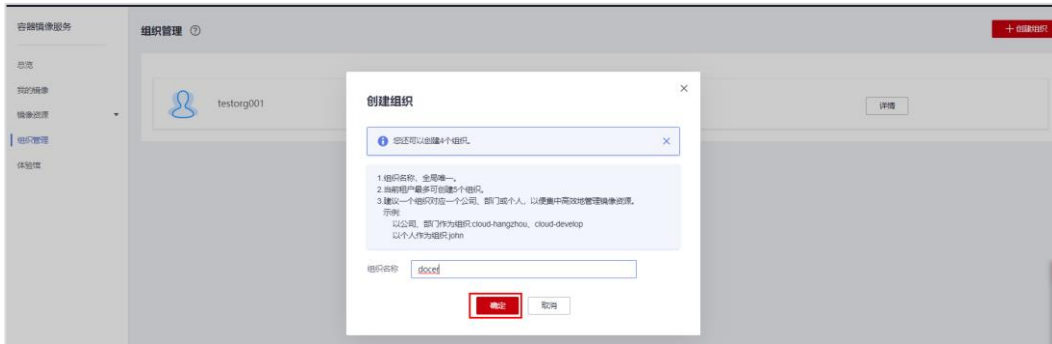 容器镜像服务
组织管理
+ 创建组织
总览
我的镜像
镜像资源
组织管理
体验馆
testorg001
详情
创建组织
您还可以创建4个组织。
1.组织名称,全局唯一。
2.当前租户最多可创建5个组织。
3.建议一个组织对应一个公司、部门或个人,以便集中高效地管理镜像资源。
示例:
以公司、部门作为组织:cloud-hangzhou、cloud-develop
以个人作为组织:john
组织名称
docer
确定
取消